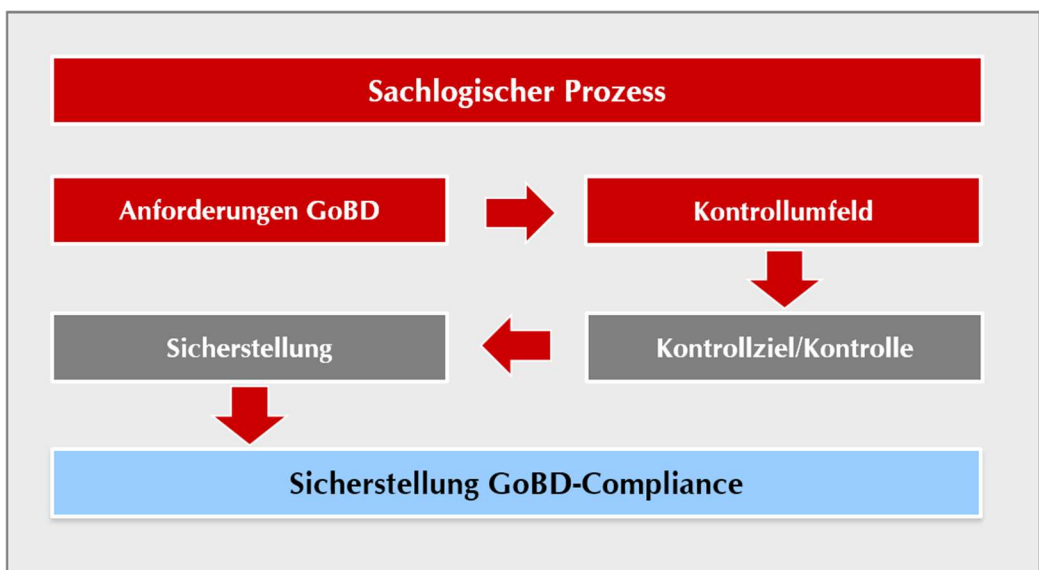 Sachlogischer Prozess
Anforderungen GoBD
Kontrollumfeld
Sicherstellung
Kontrollziel/Kontrolle
Sicherstellung GoBD-Compliance